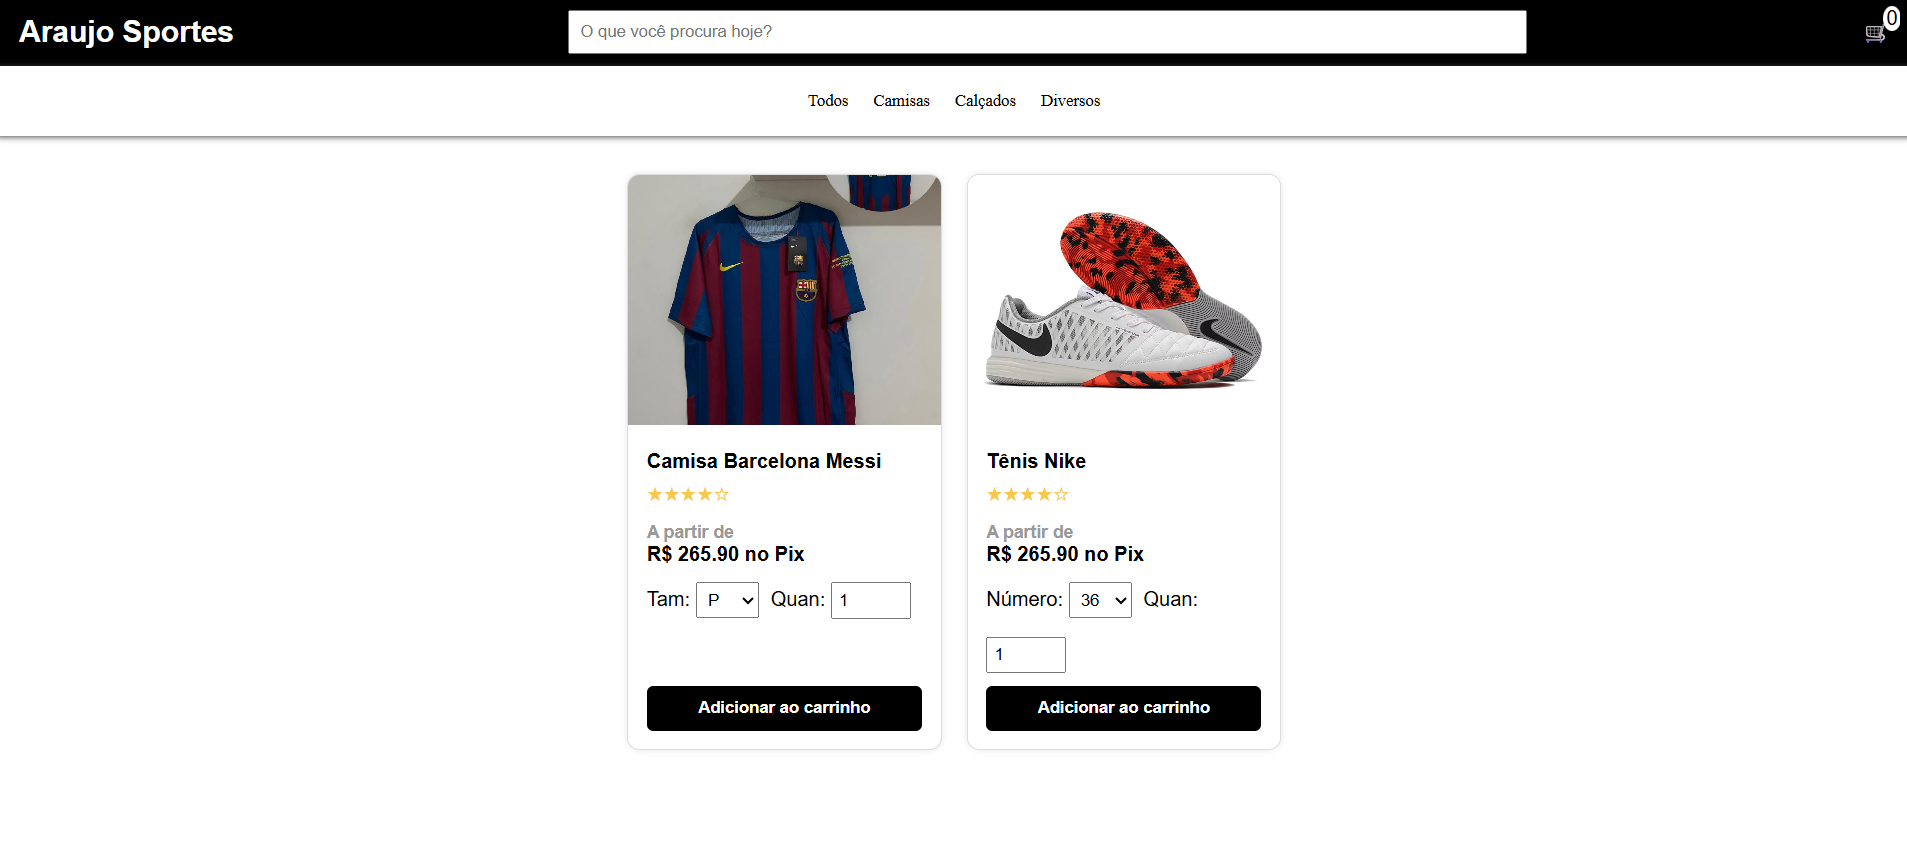 Araujo Sportes
O que você procura hoje?
0
Todos Camisas Calçados Diversos
Camisa Barcelona Messi
★★★★☆
A partir de
R$ 265.90 no Pix
Tam: P Quan: 1
Adicionar ao carrinho
Tênis Nike
★★★★☆
A partir de
R$ 265.90 no Pix
Número: 36 Quan:
1
Adicionar ao carrinho